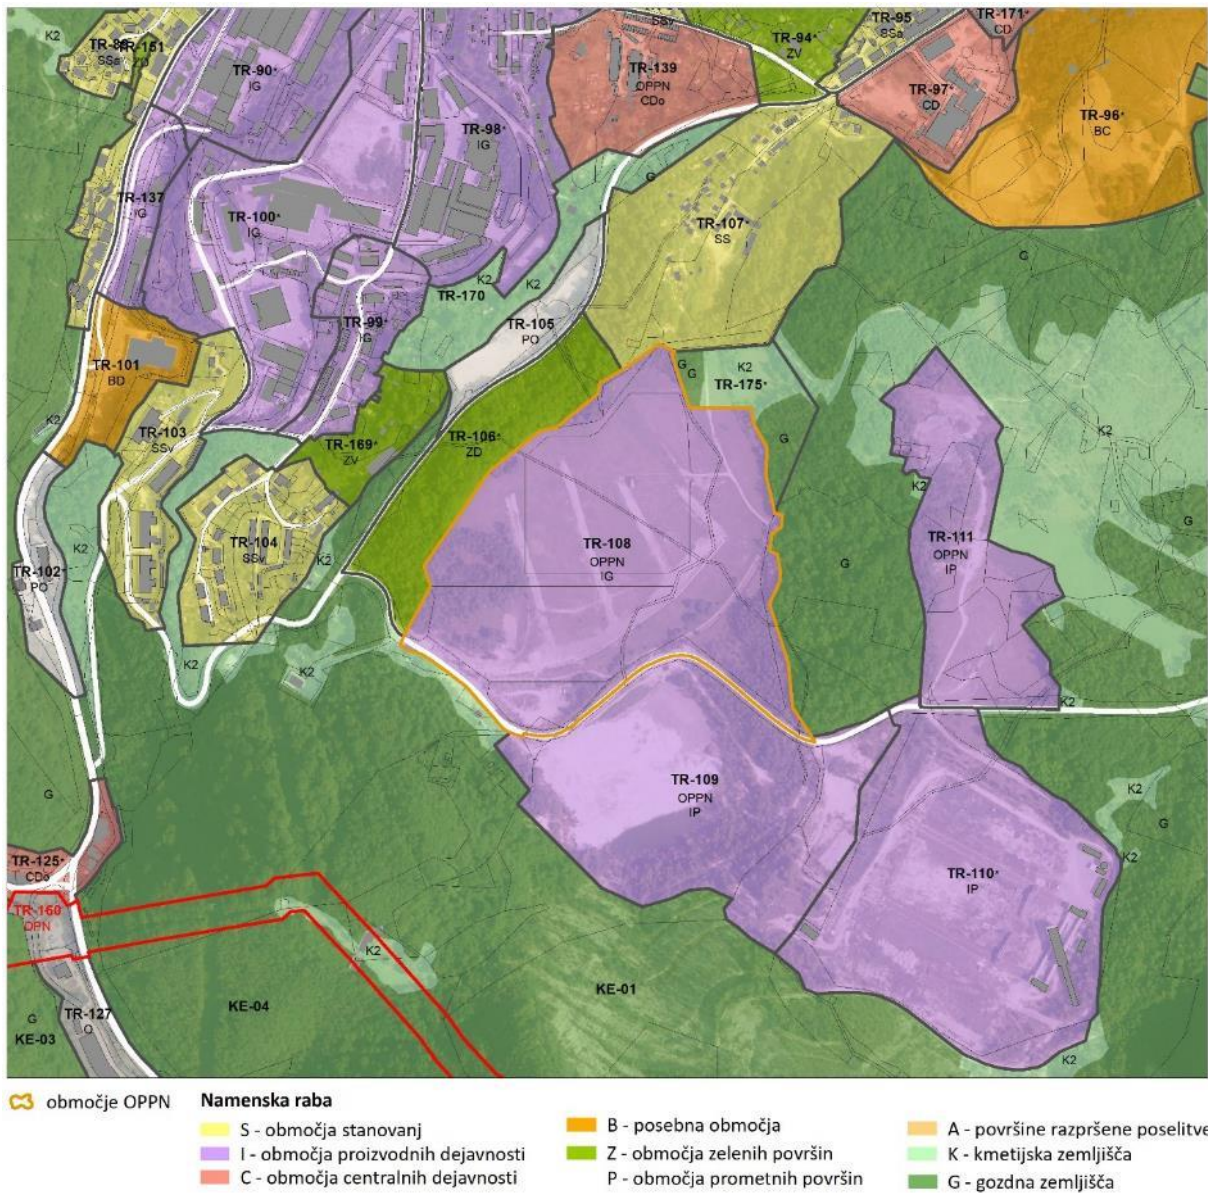 K2
TR-151
SSa
TR-90*
IG
SSv
TR-139
OPPN
CDo
TR-94*
ZV
TR-95
SSa
TR-171*
CD
TR-97*
CD
TR-96*
BC
TR-98*
IG
TR-137
IG
TR-100*
IG
G
TR-107*
SS
G
K2
K2
TR-170
TR-99*
IG
TR-105
PO
TR-101
BD
G
G
K2
TR-175*
K2
TR-103
SSv
TR-169*
ZV
TR-106*
ZD
G
K2
K2
G
TR-104
SSv
TR-108
OPPN
IG
TR-111
OPPN
IP
K2
K2
G
TR-102*
PO
K2
K2
K2
K2
G
TR-109
OPPN
IP
K2
G
G
TR-125*
CDo
TR-110*
IP
K2
TR-160
OPN
K2
KE-01
KE-04
G
KE-03
TR-127
O
K2
območje OPPN
Namenska raba
S - območja stanovanj
I - območja proizvodnih dejavnosti
C - območja centralnih dejavnosti
B - posebna območja
Z - območja zelenih površin
P - območja prometnih površin
A - površine razpršene poselitve
K - kmetijska zemljišča
G - gozdna zemljišča